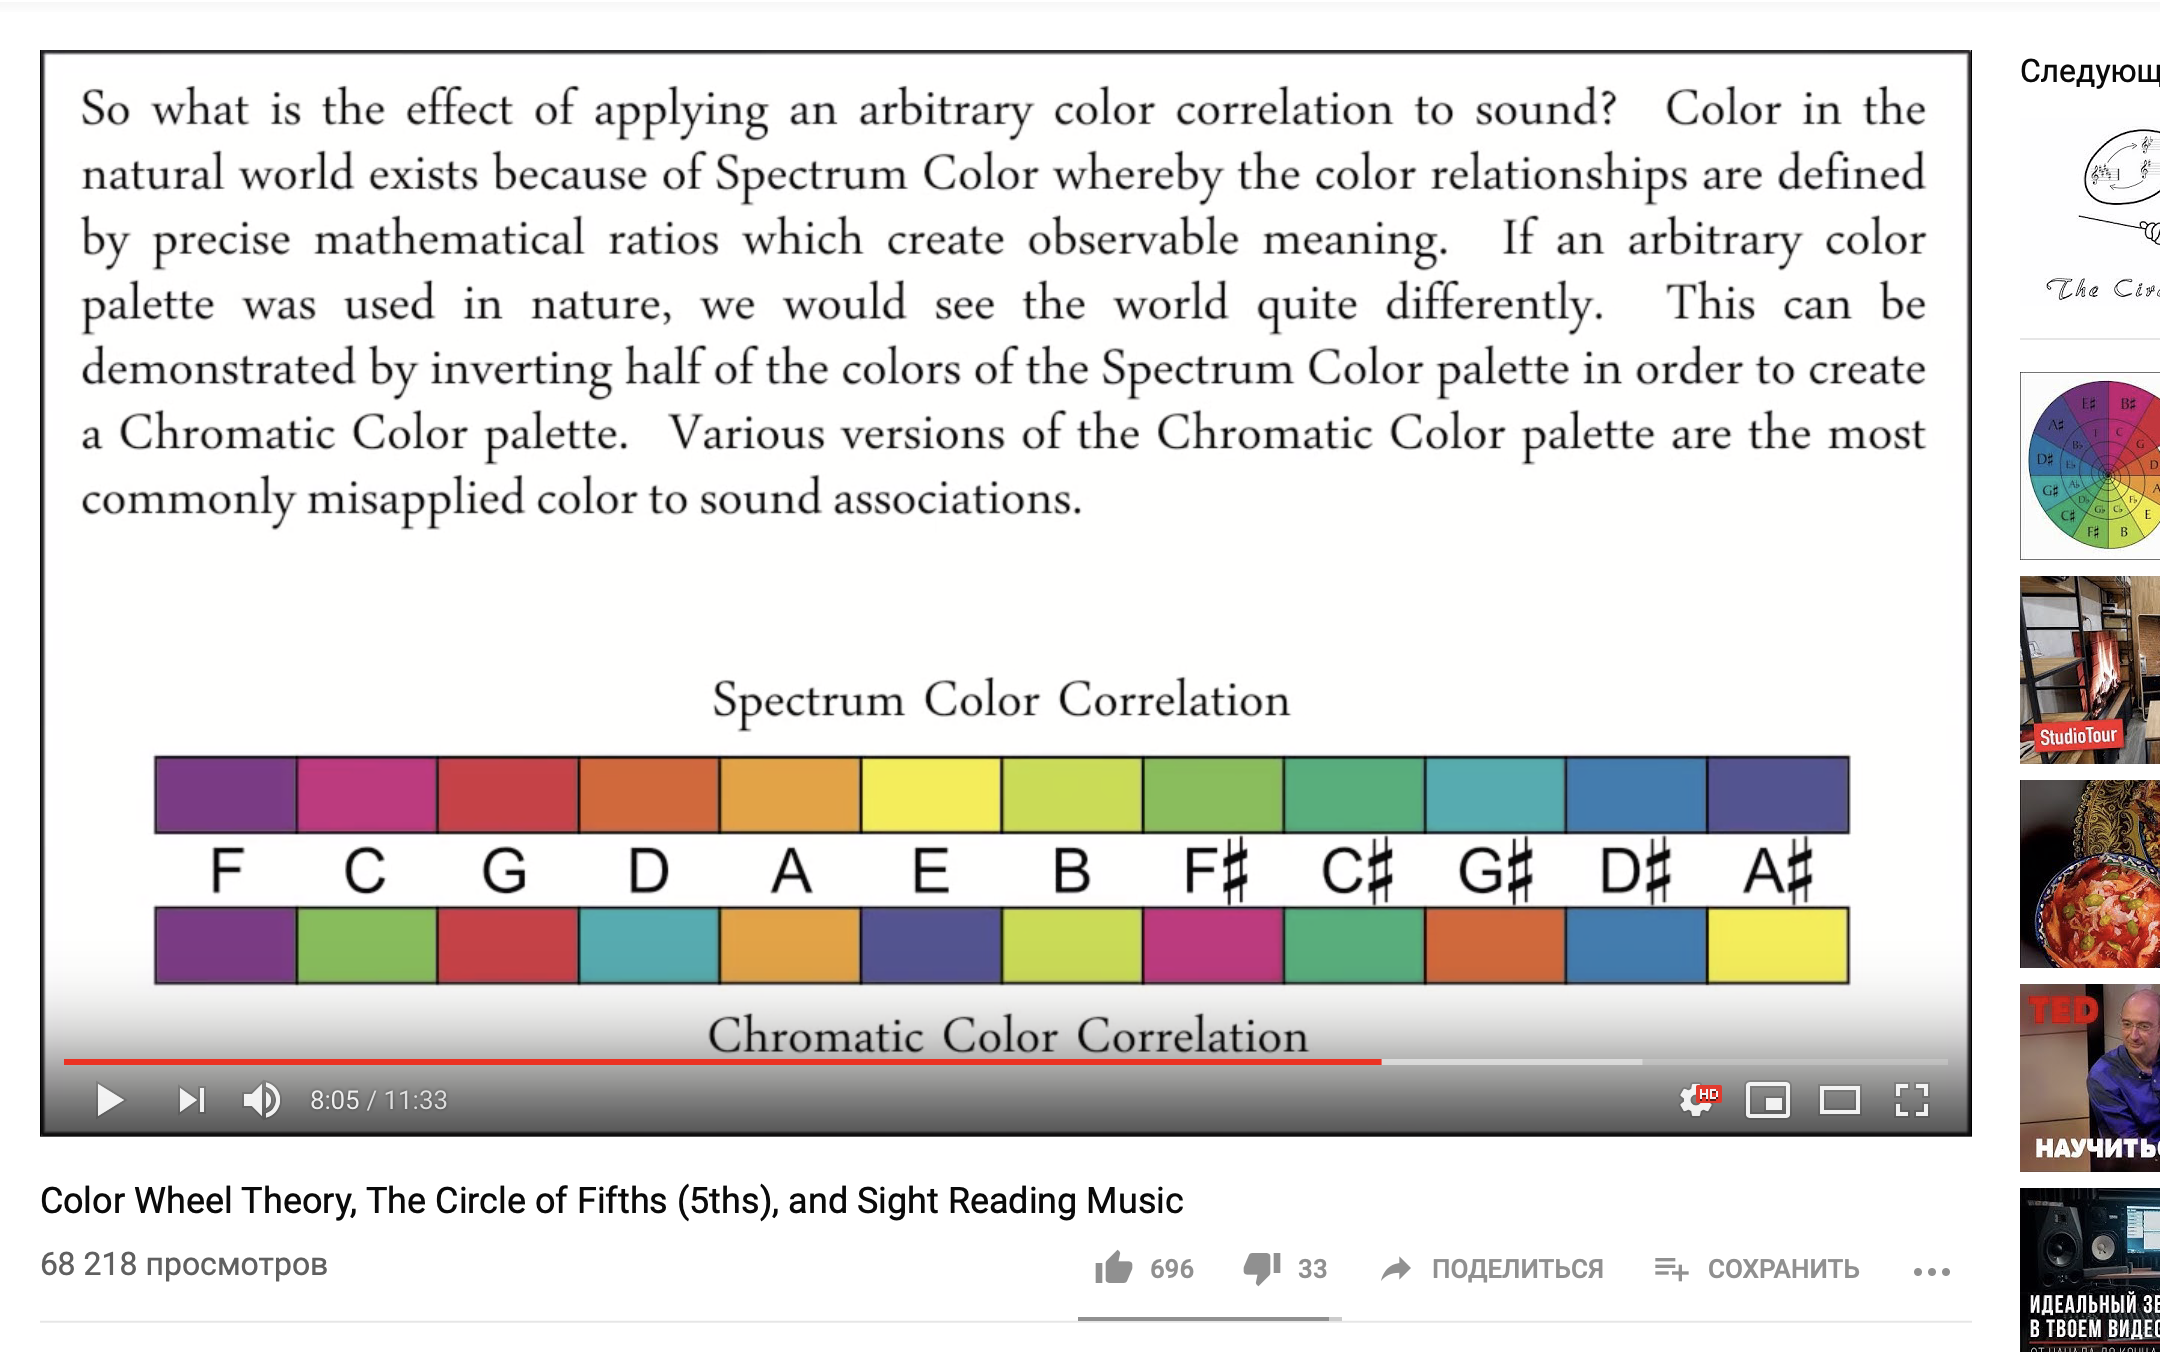 So what is the effect of applying an arbitrary color correlation to sound? Color in the
natural world exists because of Spectrum Color whereby the color relationships are defined
by precise mathematical ratios which create observable meaning. If an arbitrary color
palette was used in nature, we would see the world quite differently. This can be
demonstrated by inverting half of the colors of the Spectrum Color palette in order to create
a Chromatic Color palette. Various versions of the Chromatic Color palette are the most
commonly misapplied color to sound associations.
Spectrum Color Correlation
F C G D A E B F♯ C♯ G♯ D♯ A♯
Chromatic Color Correlation
8:05 / 11:33
HD
Color Wheel Theory, The Circle of Fifths (5ths), and Sight Reading Music
68 218 просмотров
696 33 ПОДЕЛИТЬСЯ СОХРАНИТЬ
Следующ
The Cir
E♯ B♯
A♯ B♭ F C G
D♯ E♭ D
G♯ A♭ A
D♭ G♭ C♭ F♭
C♯ E
F♯ B
StudioTour
TED
НАУЧИТЬС
ИДЕАЛЬНЫЙ ЗВ
В ТВОЕМ ВИДЕО